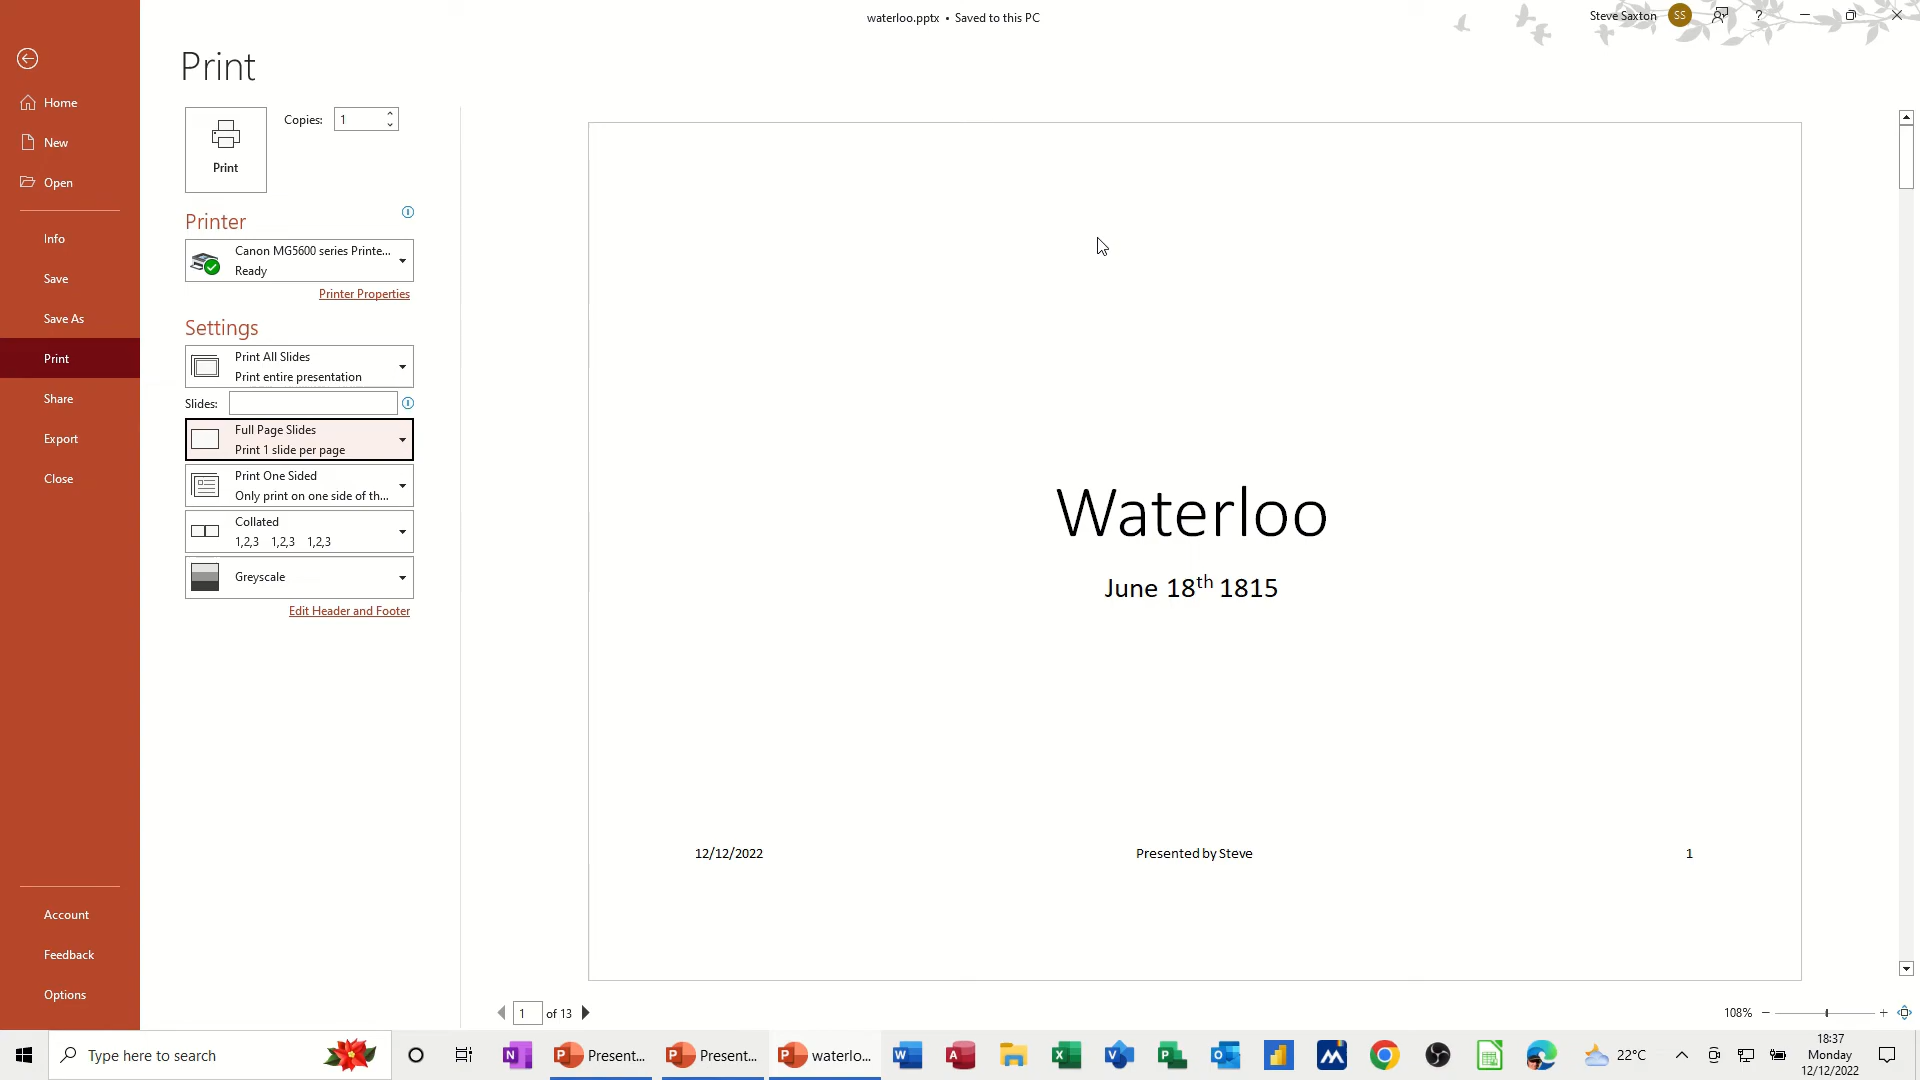 waterloo.pptx • Saved to this PC
Steve Saxton
SS
?
Print
Home
New
Open
Info
Save
Save As
Print
Share
Export
Close
Account
Feedback
Options
Print
Copies:
1
Printer
Canon MG5600 series Printe...
Ready
Printer Properties
Settings
Print All Slides
Print entire presentation
Slides:
Full Page Slides
Print 1 slide per page
Print One Sided
Only print on one side of th...
Collated
1,2,3 1,2,3 1,2,3
Greyscale
Edit Header and Footer
Waterloo
June 18th 1815
12/12/2022
Presented by Steve
1
1
of 13
108%
Type here to search
Present...
Present...
waterlo...
22°C
18:37
Monday
12/12/2022